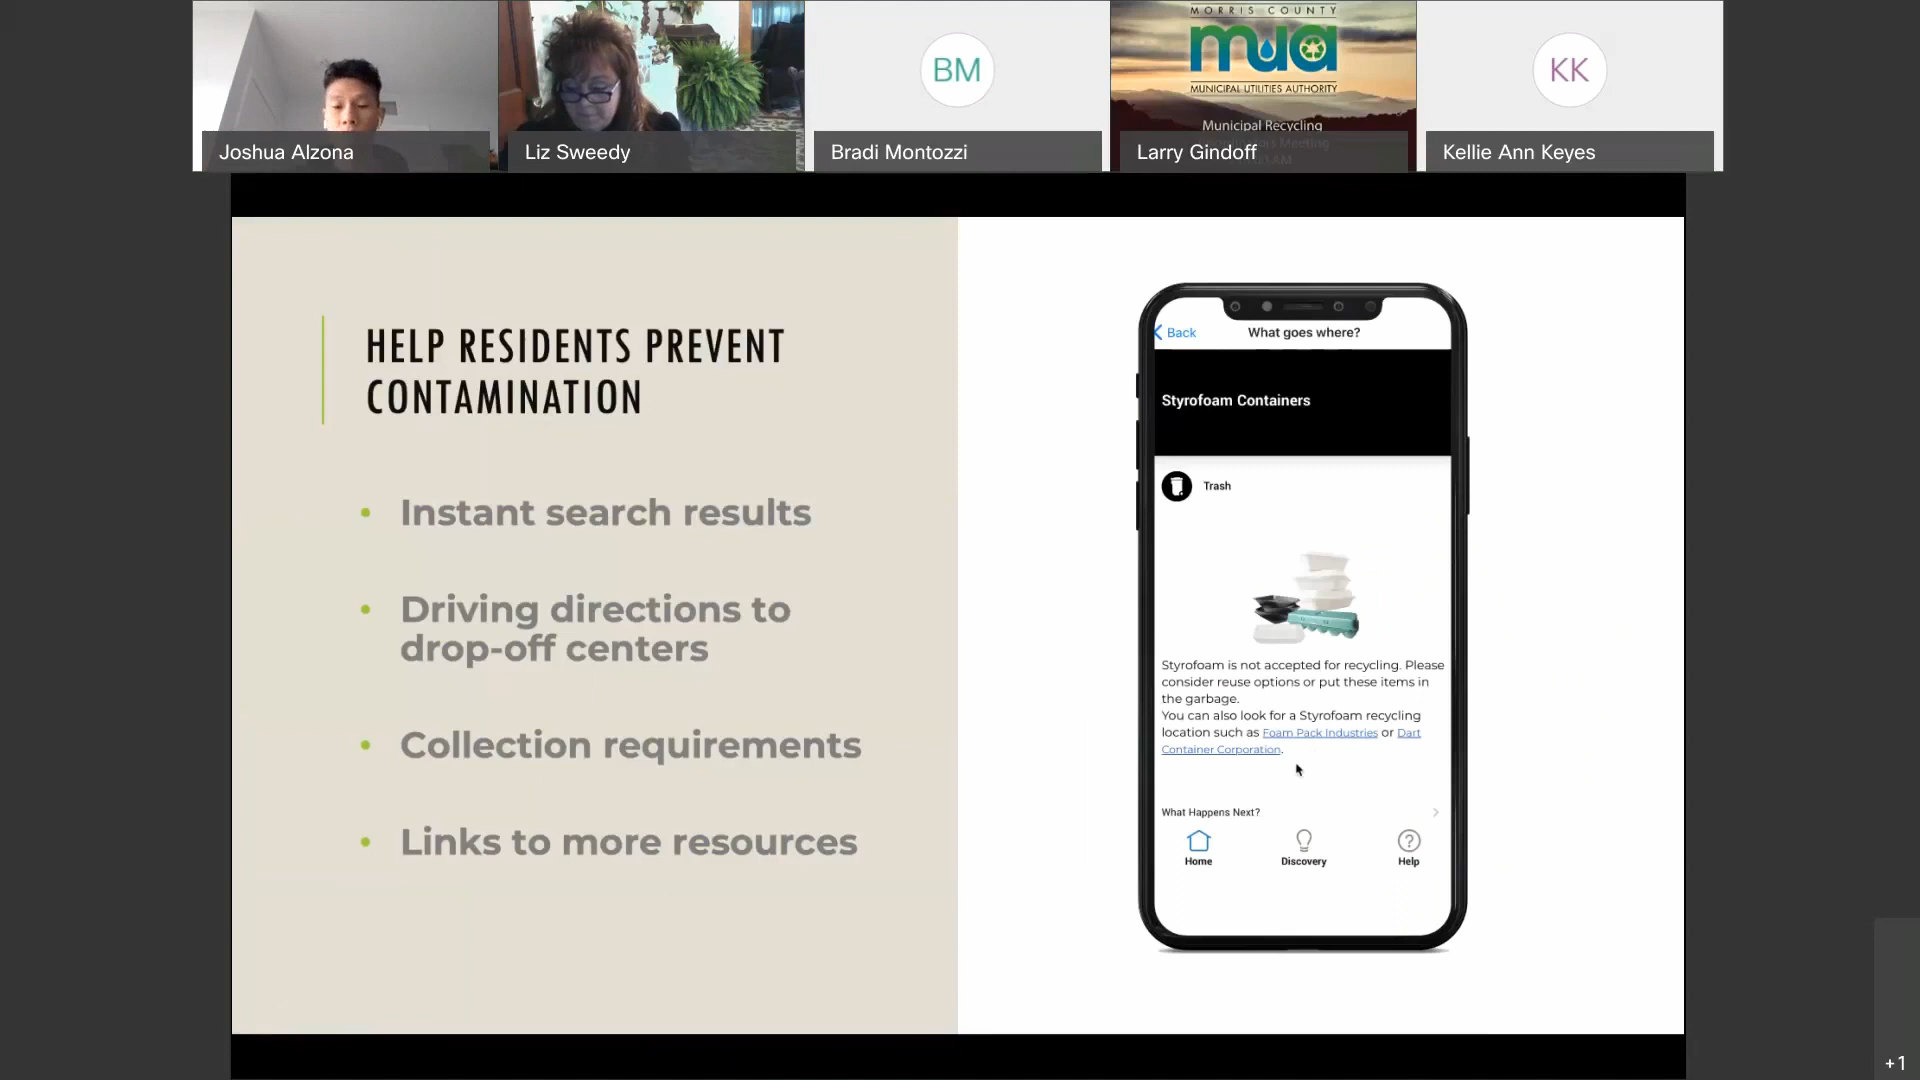 Joshua Alzona
Liz Sweedy
BM
Bradi Montozzi
MORRIS COUNTY
mua
MUNICIPAL UTILITIES AUTHORITY
Municipal Recycling
Meeting
AM
Larry Gindoff
KK
Kellie Ann Keyes
HELP RESIDENTS PREVENT
CONTAMINATION
• Instant search results
• Driving directions to
drop-off centers
• Collection requirements
• Links to more resources
Back What goes where?
Styrofoam Containers
Trash
Styrofoam is not accepted for recycling. Please
consider reuse options or put these items in
the garbage.
You can also look for a Styrofoam recycling
location such as Foam Pack Industries or Dart
Container Corporation.
What Happens Next?
Home Discovery Help
+1